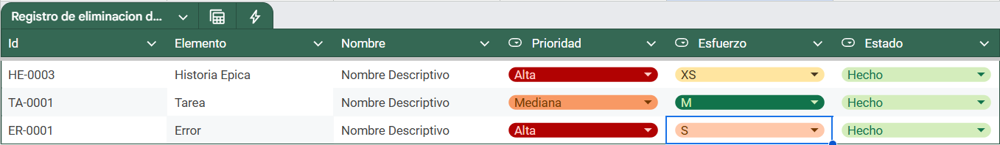 Registro de eliminacion d...
Id Elemento Nombre Prioridad Esfuerzo Estado
HE-0003 Historia Epica Nombre Descriptivo Alta XS Hecho
TA-0001 Tarea Nombre Descriptivo Mediana M Hecho
ER-0001 Error Nombre Descriptivo Alta S Hecho